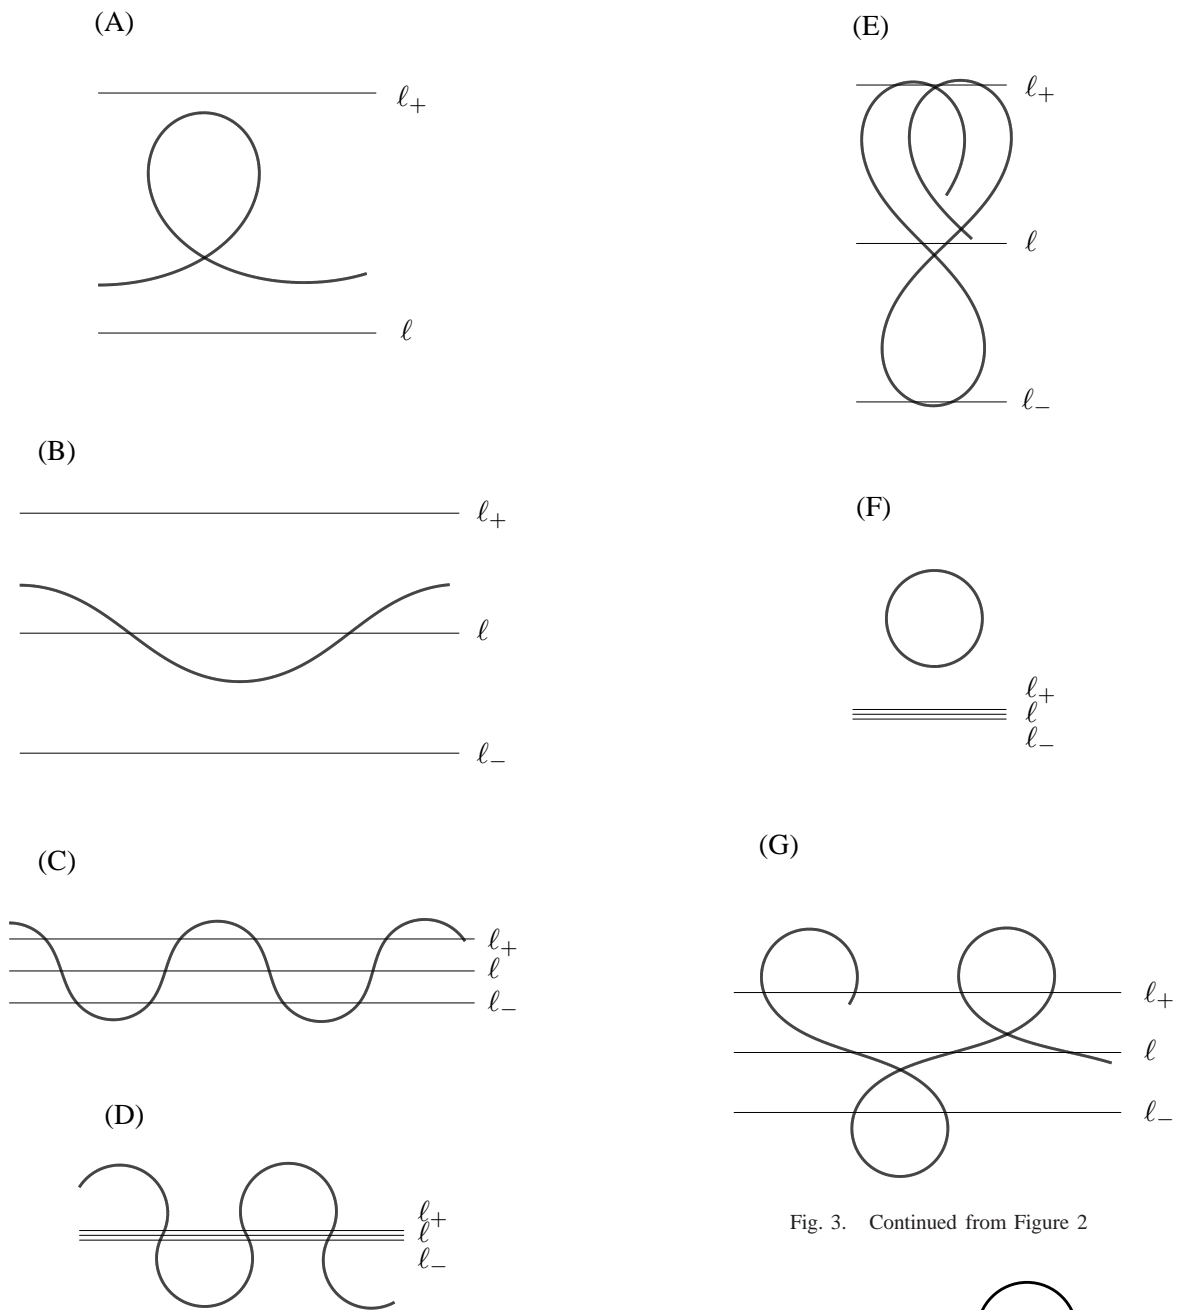 (A)
ℓ+
ℓ
(B)
ℓ+
ℓ
ℓ−
(C)
ℓ+
ℓ
ℓ−
(D)
ℓ+
ℓ
ℓ−
(E)
ℓ+
ℓ
ℓ−
(F)
ℓ+
ℓ
ℓ−
(G)
ℓ+
ℓ
ℓ−
Fig. 3. Continued from Figure 2